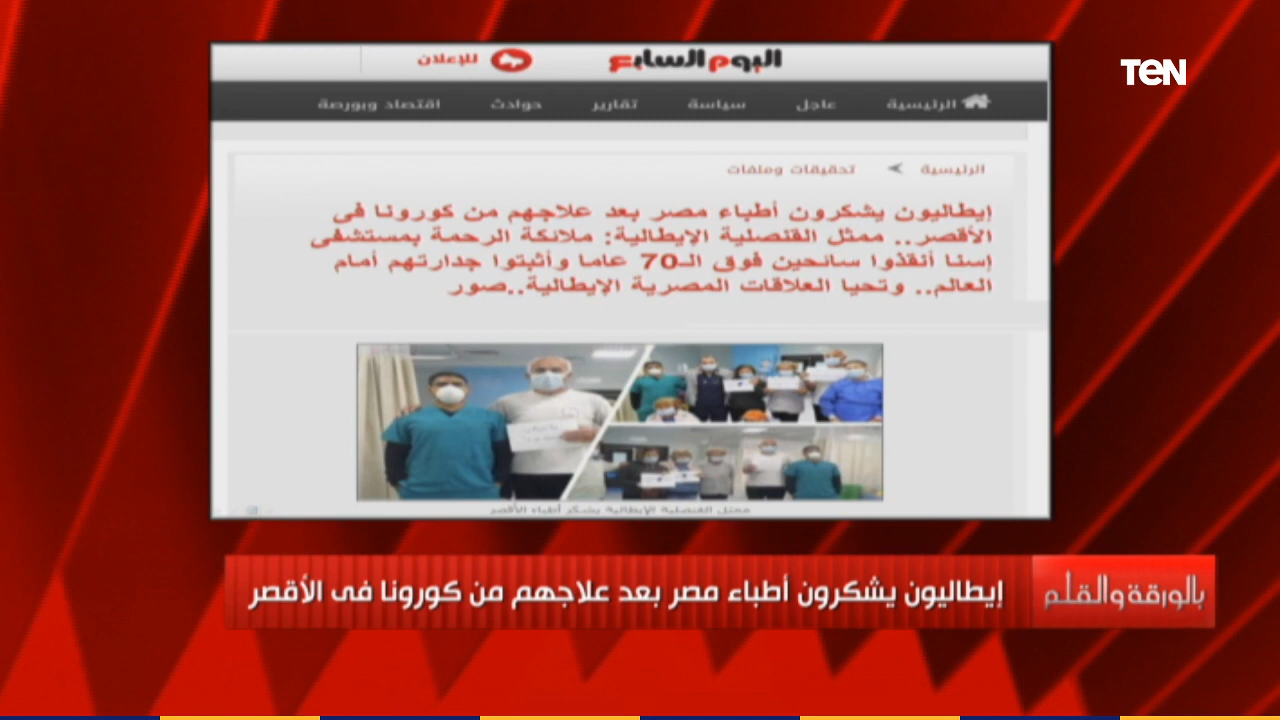 TEN
اليوم السابع
للإعلان
الرئيسية عاجل سياسة تقارير حوادث اقتصاد وبورصة
الرئيسية تحقيقات وملفات
إيطاليون يشكرون أطباء مصر بعد علاجهم من كورونا فى
الأقصر.. ممثل القنصلية الإيطالية: ملائكة الرحمة بمستشفى
إسنا أنقذوا سائحين فوق الـ70 عاما وأثبتوا جدارتهم أمام
العالم.. وتحيا العلاقات المصرية الإيطالية..صور
ممثل القنصلية الإيطالية يشكر أطباء الأقصر
بالورقة والقلم
إيطاليون يشكرون أطباء مصر بعد علاجهم من كورونا فى الأقصر